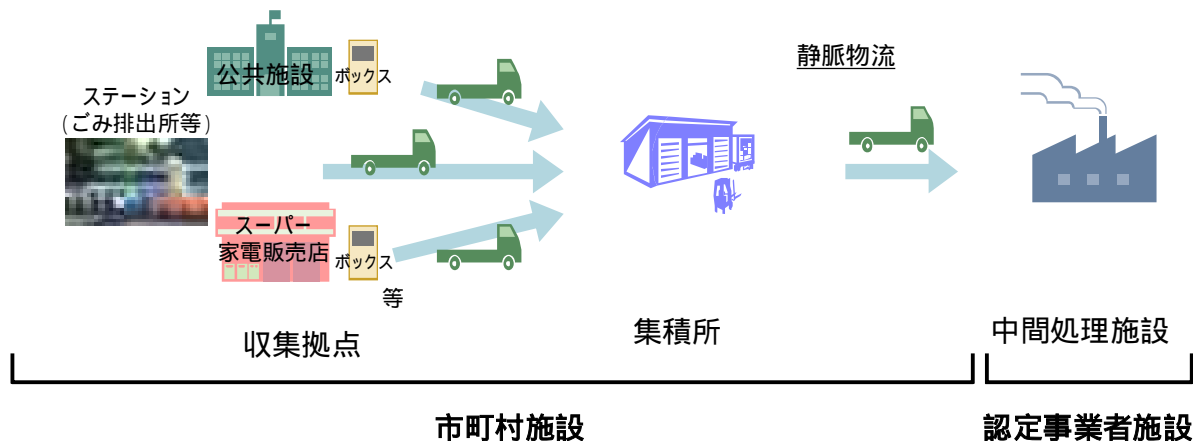 公共施設
ボックス
静脈物流
ステーション
(ごみ排出所等)
スーパー
家電販売店
ボックス
等
収集拠点
集積所
中間処理施設
市町村施設
認定事業者施設